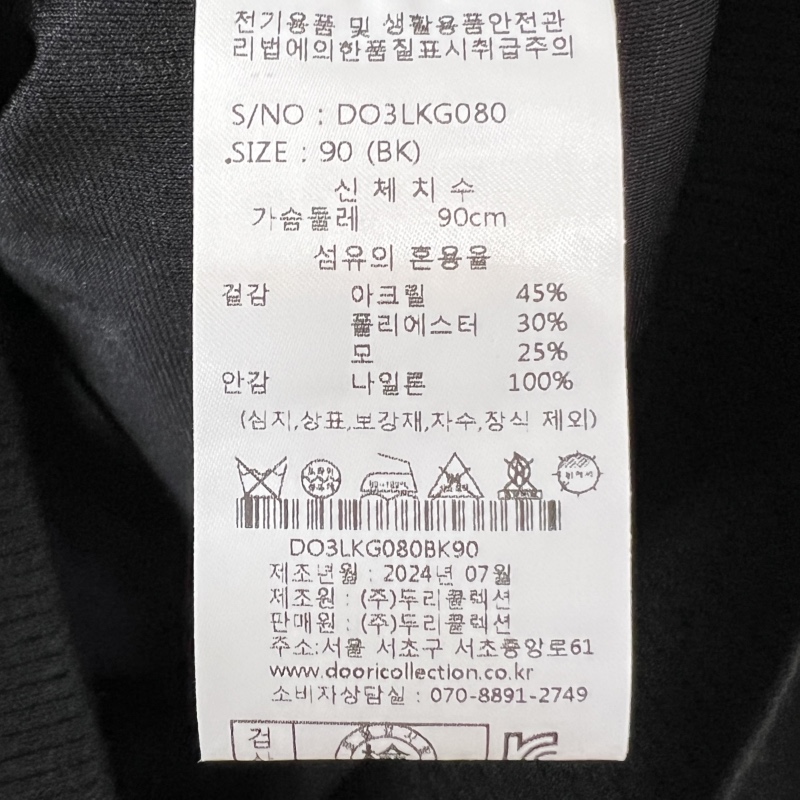 전기용품 및 생활용품안전관
리법에의한품질표시취급주의
S/NO : DO3LKG080
.SIZE : 90 (BK)
신 체 치 수
가슴둘레 90cm
섬유의 혼용율
겉감 아크릴 45%
폴리에스터 30%
모 25%
안감 나일론 100%
(심지,상표,보강재,자수,장식 제외)
DO3LKG080BK90
제조년월 : 2024년 07월
제조원 : (주)두리콜렉션
판매원 : (주)두리콜렉션
주소:서울 서초구 서초중앙로61
www.dooricollection.co.kr
소비자상담실 : 070-8891-2749
검